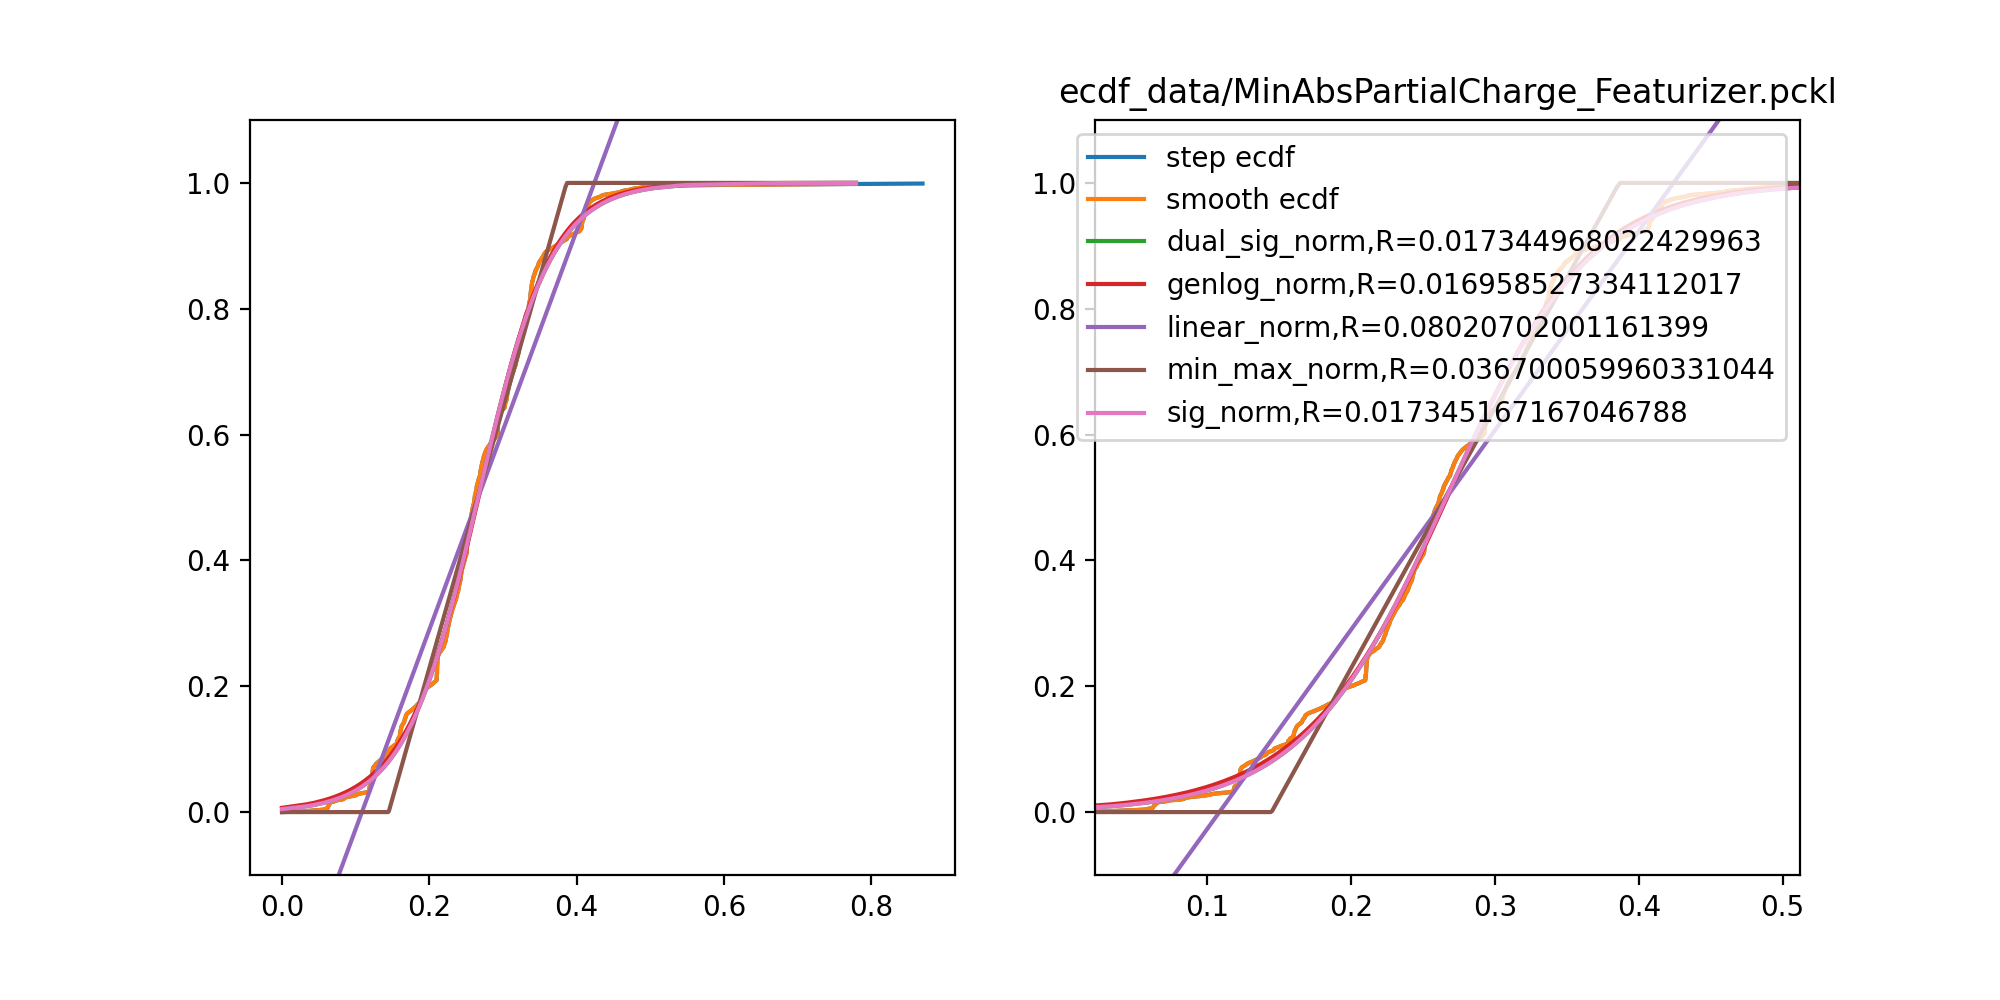 ecdf_data/MinAbsPartialCharge_Featurizer.pckl
1.0
0.8
0.6
0.4
0.2
0.0
0.0 0.2 0.4 0.6 0.8
step ecdf
smooth ecdf
dual_sig_norm,R=0.017344968022429963
genlog_norm,R=0.016958527334112017
linear_norm,R=0.08020702001161399
min_max_norm,R=0.036700059960331044
sig_norm,R=0.017345167167046788
1.0
0.8
0.6
0.4
0.2
0.0
0.1 0.2 0.3 0.4 0.5